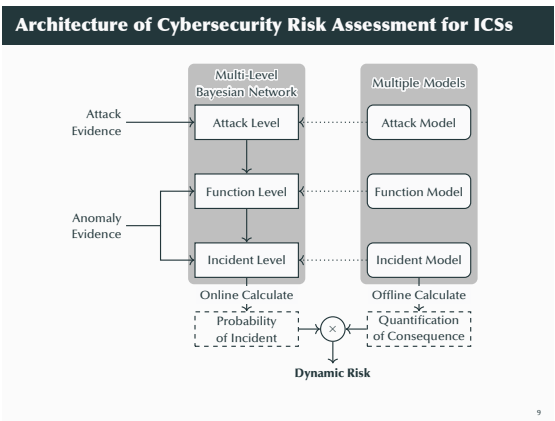 Architecture of Cybersecurity Risk Assessment for ICSs
Multi-Level
Bayesian Network
Multiple Models
Attack
Evidence
Attack Level
Attack Model
Function Level
Function Model
Anomaly
Evidence
Incident Level
Incident Model
Online Calculate
Offline Calculate
Probability
of Incident
×
Quantification
of Consequence
Dynamic Risk
9